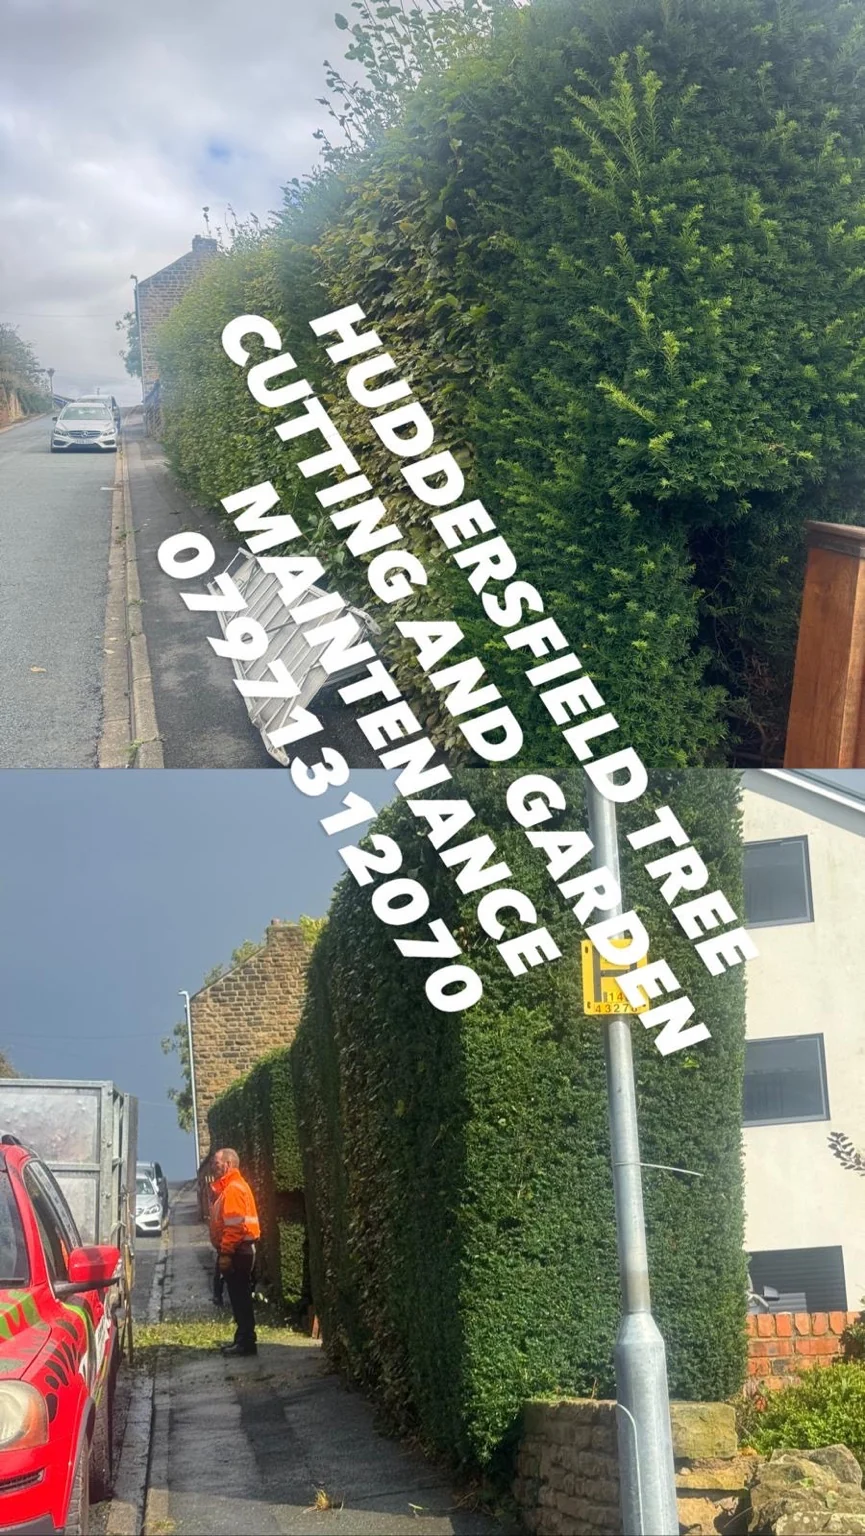 HUDDERSFIELD TREE
CUTTING AND GARDEN
MAINTENANCE
07971312070
H